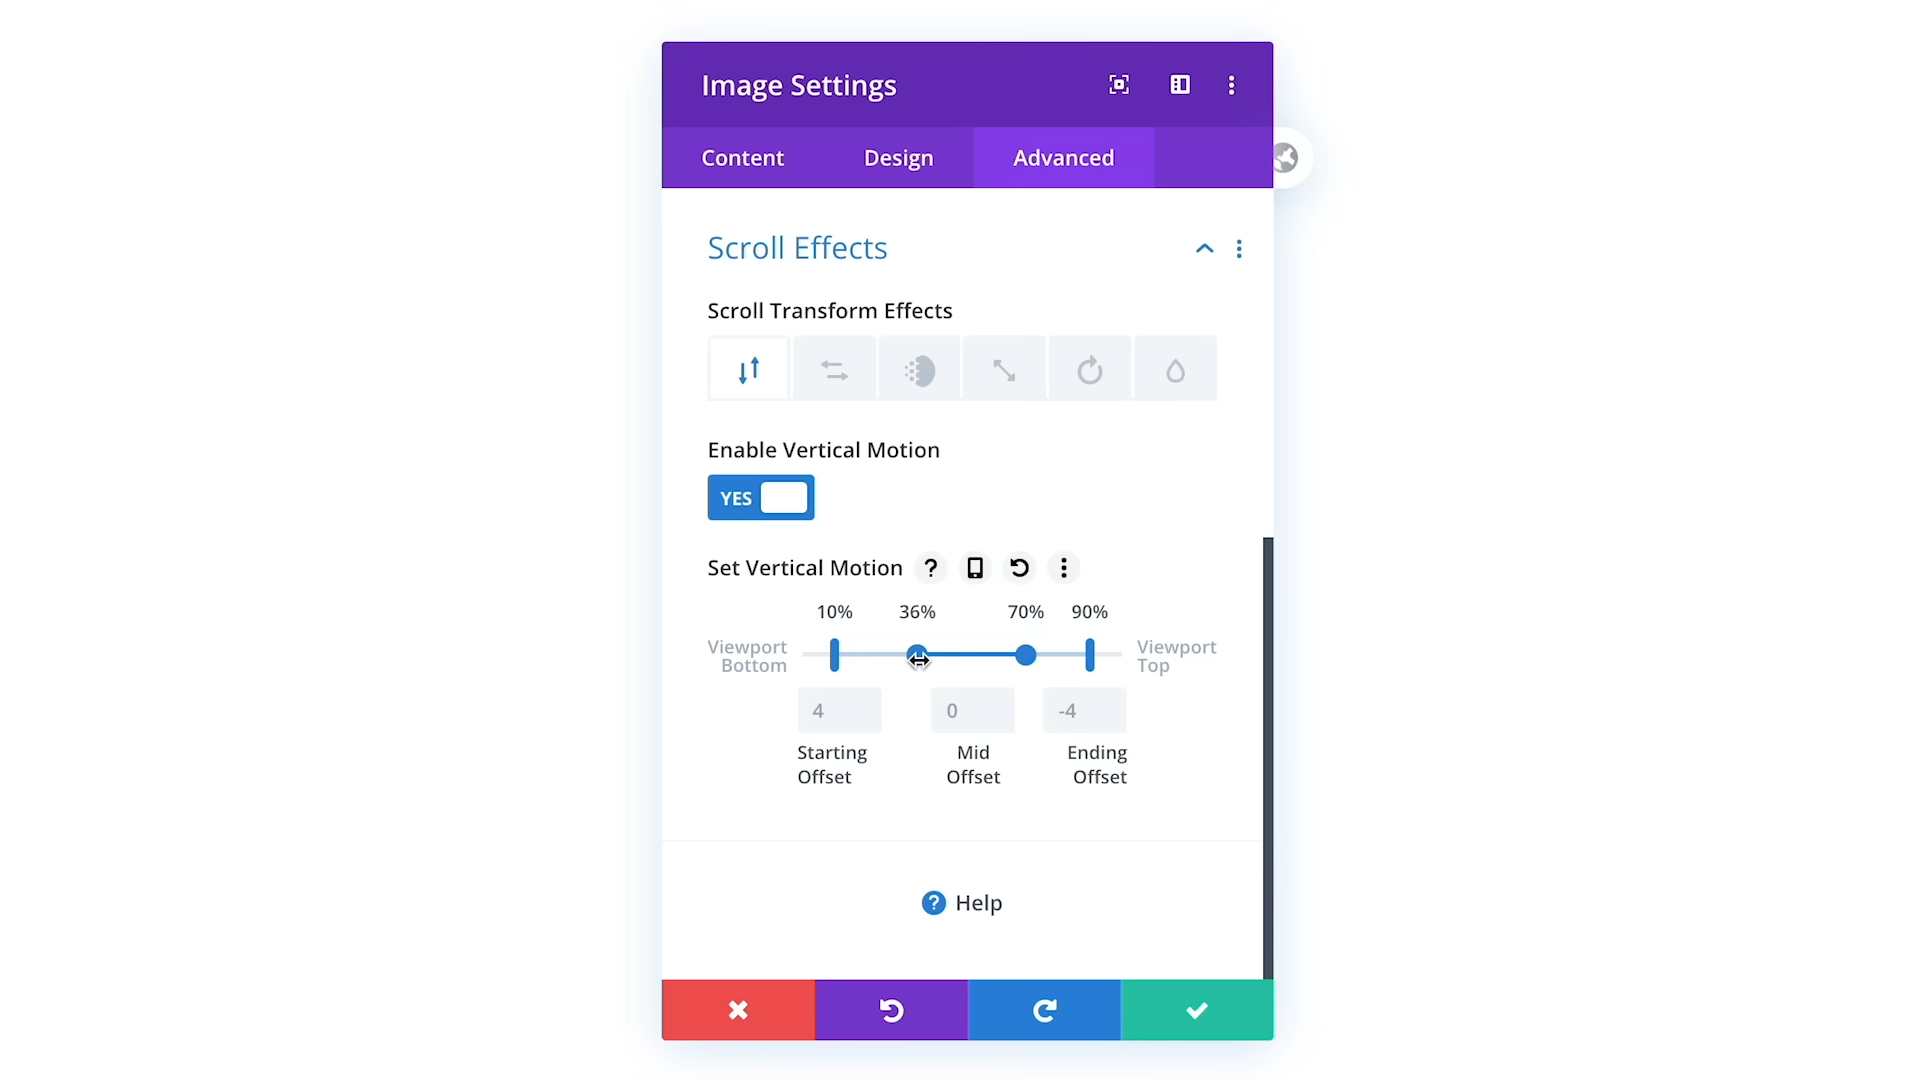 Image Settings
Content Design Advanced
Scroll Effects
Scroll Transform Effects
Enable Vertical Motion
YES
Set Vertical Motion ?
10% 36% 70% 90%
Viewport
Bottom
Viewport
Top
4 0 -4
Starting
Offset
Mid
Offset
Ending
Offset
? Help